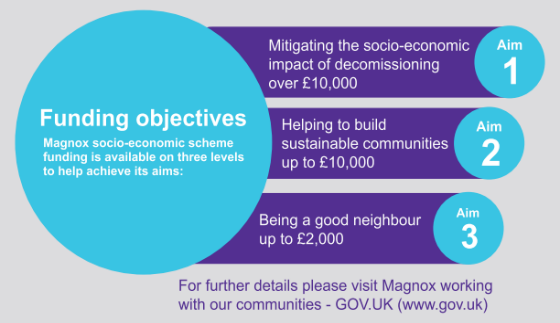 Funding objectives
Magnox socio-economic scheme
funding is available on three levels
to help achieve its aims:
Mitigating the socio-economic
impact of decomissioning
over £10,000
Aim
1
Helping to build
sustainable communities
up to £10,000
Aim
2
Being a good neighbour
up to £2,000
Aim
3
For further details please visit Magnox working
with our communities - GOV.UK (www.gov.uk)